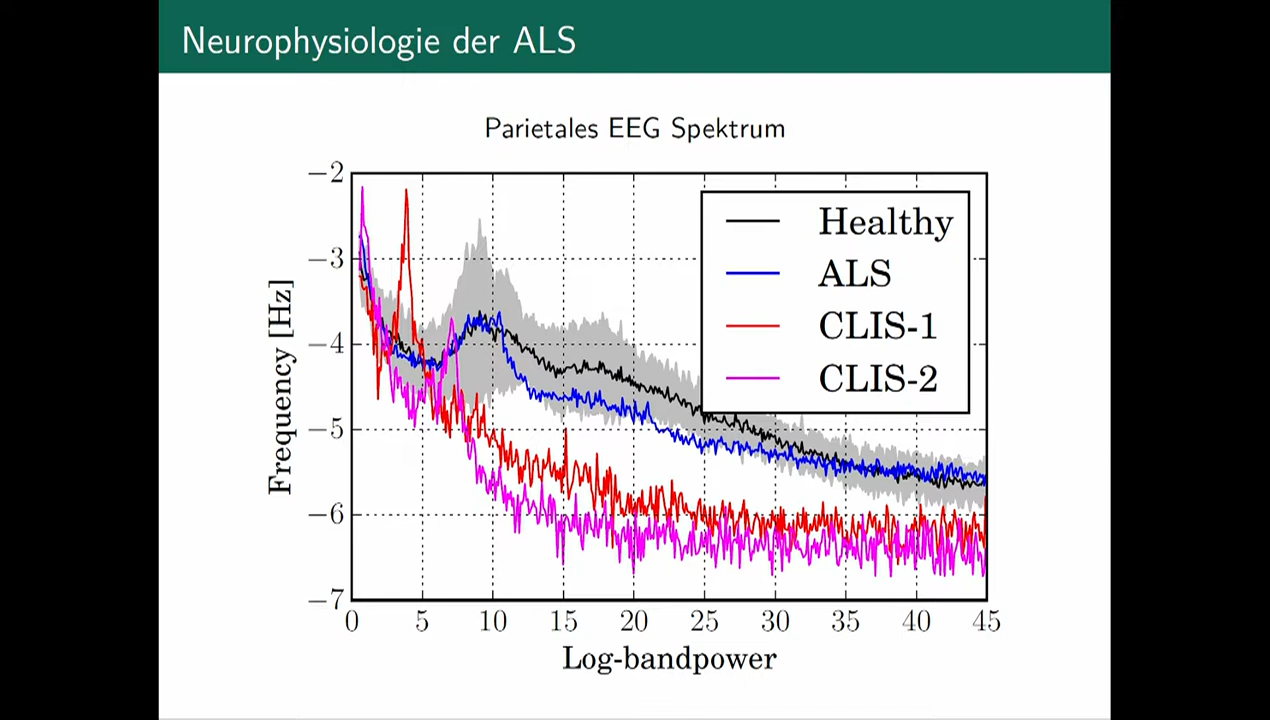 Neurophysiologie der ALS
Parietales EEG Spektrum
−2
−3
−4
−5
−6
−7
Frequency [Hz]
Healthy
ALS
CLIS-1
CLIS-2
0 5 10 15 20 25 30 35 40 45
Log-bandpower